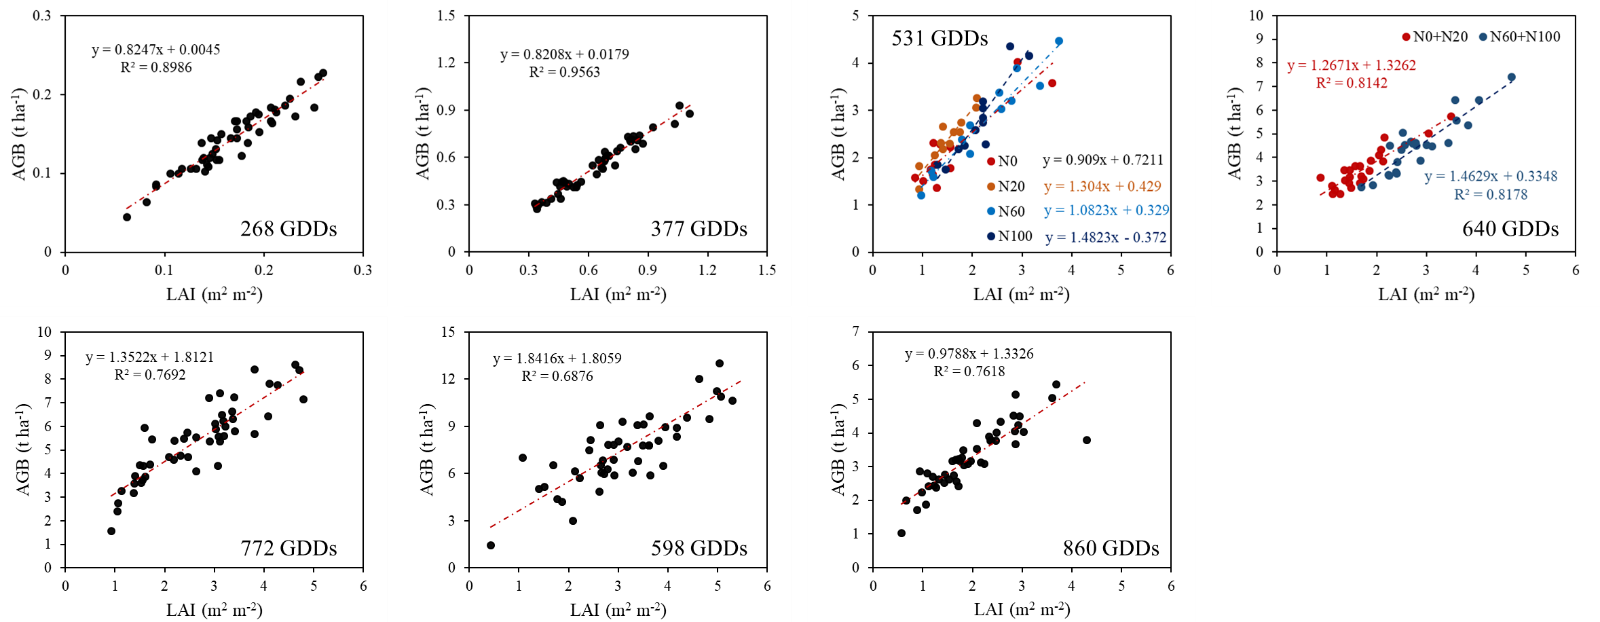 0.3
0.2
0.1
0
0
0.1
0.2
0.3
AGB (t ha⁻¹)
LAI (m² m⁻²)
y = 0.8247x + 0.0045
R² = 0.8986
268 GDDs
1.5
1.2
0.9
0.6
0.3
0
0
0.3
0.6
0.9
1.2
1.5
AGB (t ha⁻¹)
LAI (m² m⁻²)
y = 0.8208x + 0.0179
R² = 0.9563
377 GDDs
5
4
3
2
1
0
0
1
2
3
4
5
6
AGB (t ha⁻¹)
LAI (m² m⁻²)
531 GDDs
N0 y = 0.909x + 0.7211
N20 y = 1.304x + 0.429
N60 y = 1.0823x + 0.329
N100 y = 1.4823x - 0.372
10
9
8
7
6
5
4
3
2
1
0
0
1
2
3
4
5
6
AGB (t ha⁻¹)
LAI (m² m⁻²)
N0+N20 N60+N100
y = 1.2671x + 1.3262
R² = 0.8142
y = 1.4629x + 0.3348
R² = 0.8178
640 GDDs
10
9
8
7
6
5
4
3
2
1
0
0
1
2
3
4
5
6
AGB (t ha⁻¹)
LAI (m² m⁻²)
y = 1.3522x + 1.8121
R² = 0.7692
772 GDDs
15
12
9
6
3
0
0
1
2
3
4
5
6
AGB (t ha⁻¹)
LAI (m² m⁻²)
y = 1.8416x + 1.8059
R² = 0.6876
598 GDDs
7
6
5
4
3
2
1
0
0
1
2
3
4
5
6
AGB (t ha⁻¹)
LAI (m² m⁻²)
y = 0.9788x + 1.3326
R² = 0.7618
860 GDDs